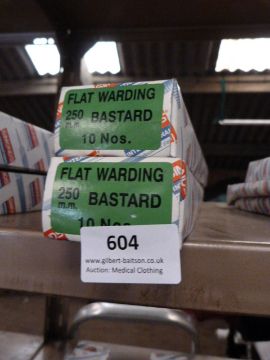 FLAT WARDING
250 BASTARD
m.m.
10 Nos.
FLAT WARDING
250 BASTARD
m.m.
10 Nos.
604
www.gilbert-baitson.co.uk
Auction: Medical Clothing